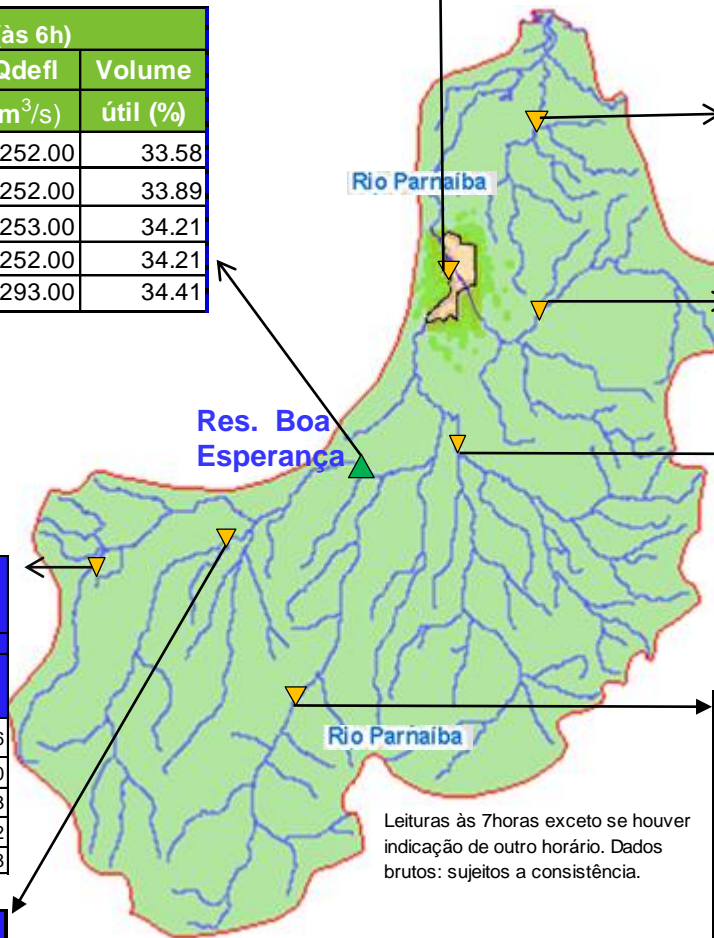 (às 6h)
Qdefl Volume
m³/s) útil (%)
252.00 33.58
252.00 33.89
253.00 34.21
252.00 34.21
293.00 34.41
Rio Parnaíba
Res. Boa
Esperança
Rio Parnaíba
Leituras às 7horas exceto se houver
indicação de outro horário. Dados
brutos: sujeitos a consistência.